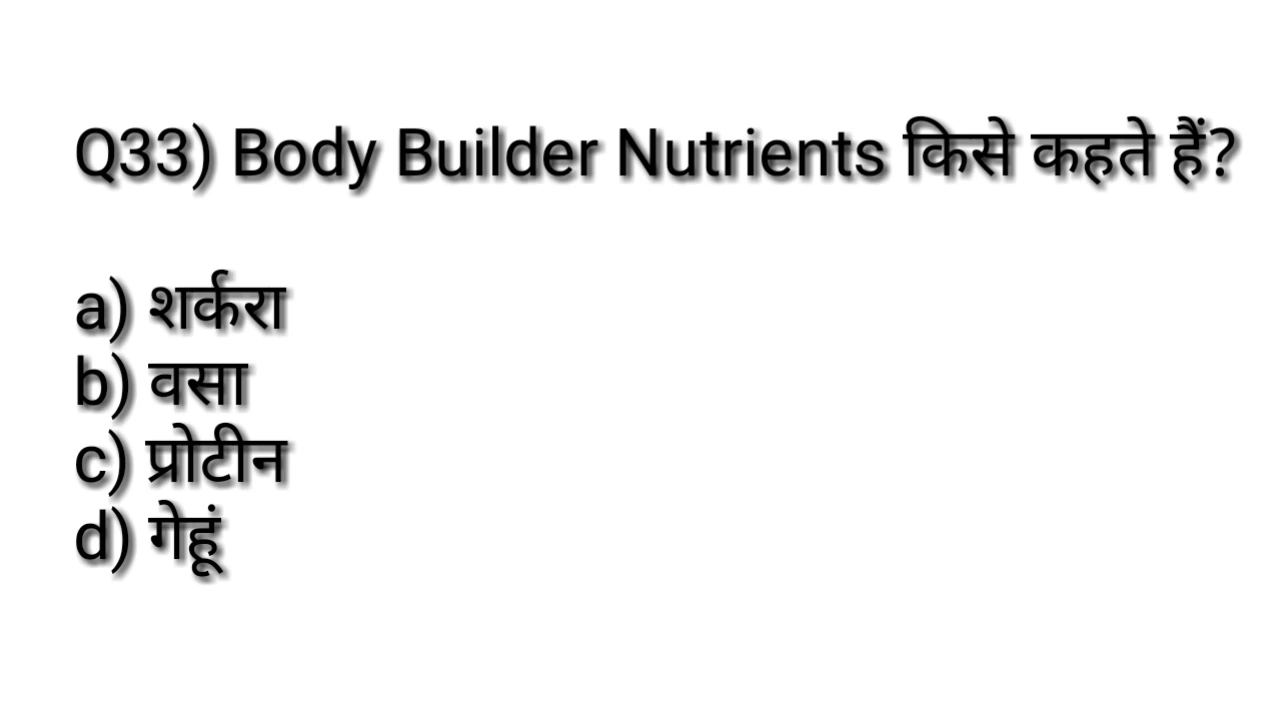 Q33) Body Builder Nutrients किसे कहते हैं?
a) शर्करा
b) वसा
c) प्रोटीन
d) गेहूं